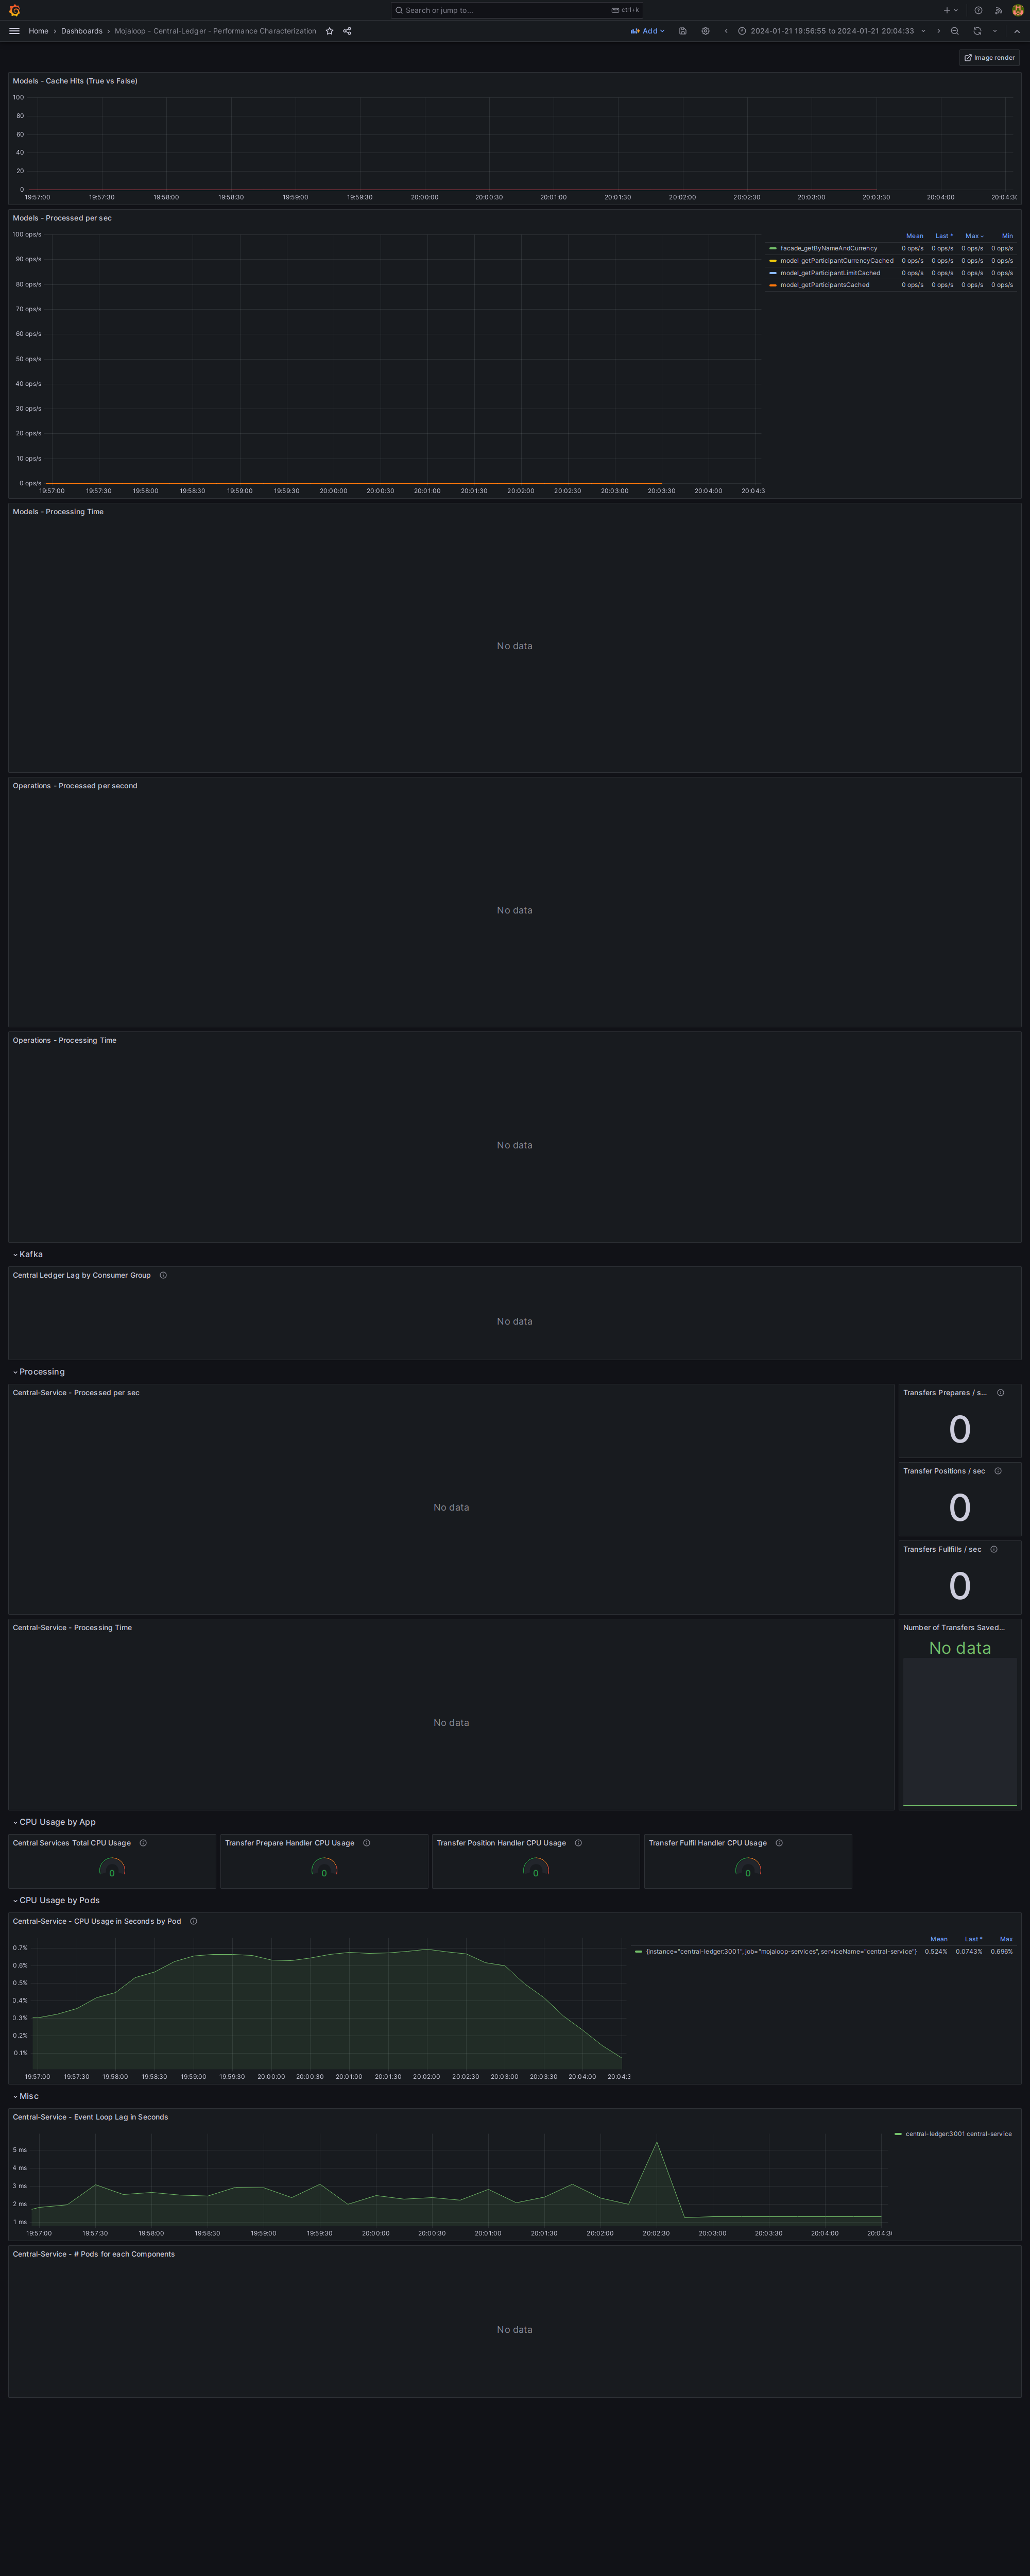 Search or jump to...
ctrl+k
Home › Dashboards › Mojaloop - Central-Ledger - Performance Characterization
Add
2024-01-21 19:56:55 to 2024-01-21 20:04:33
Image render
Models - Cache Hits (True vs False)
100
80
60
40
20
0
19:57:00 19:57:30 19:58:00 19:58:30 19:59:00 19:59:30 20:00:00 20:00:30 20:01:00 20:01:30 20:02:00 20:02:30 20:03:00 20:03:30 20:04:00 20:04:30
Models - Processed per sec
100 ops/s
90 ops/s
80 ops/s
70 ops/s
60 ops/s
50 ops/s
40 ops/s
30 ops/s
20 ops/s
10 ops/s
0 ops/s
19:57:00 19:57:30 19:58:00 19:58:30 19:59:00 19:59:30 20:00:00 20:00:30 20:01:00 20:01:30 20:02:00 20:02:30 20:03:00 20:03:30 20:04:00 20:04:3
Mean Last * Max Min
facade_getByNameAndCurrency 0 ops/s 0 ops/s 0 ops/s 0 ops/s
model_getParticipantCurrencyCached 0 ops/s 0 ops/s 0 ops/s 0 ops/s
model_getParticipantLimitCached 0 ops/s 0 ops/s 0 ops/s 0 ops/s
model_getParticipantsCached 0 ops/s 0 ops/s 0 ops/s 0 ops/s
Models - Processing Time
No data
Operations - Processed per second
No data
Operations - Processing Time
No data
Kafka
Central Ledger Lag by Consumer Group
No data
Processing
Central-Service - Processed per sec
No data
Transfers Prepares / s...
0
Transfer Positions / sec
0
Transfers Fullfills / sec
0
Central-Service - Processing Time
No data
Number of Transfers Saved...
No data
CPU Usage by App
Central Services Total CPU Usage
0
Transfer Prepare Handler CPU Usage
0
Transfer Position Handler CPU Usage
0
Transfer Fulfil Handler CPU Usage
0
CPU Usage by Pods
Central-Service - CPU Usage in Seconds by Pod
0.7%
0.6%
0.5%
0.4%
0.3%
0.2%
0.1%
19:57:00 19:57:30 19:58:00 19:58:30 19:59:00 19:59:30 20:00:00 20:00:30 20:01:00 20:01:30 20:02:00 20:02:30 20:03:00 20:03:30 20:04:00 20:04:3
Mean Last * Max
{instance="central-ledger:3001", job="mojaloop-services", serviceName="central-service"} 0.524% 0.0743% 0.696%
Misc
Central-Service - Event Loop Lag in Seconds
5 ms
4 ms
3 ms
2 ms
1 ms
19:57:00 19:57:30 19:58:00 19:58:30 19:59:00 19:59:30 20:00:00 20:00:30 20:01:00 20:01:30 20:02:00 20:02:30 20:03:00 20:03:30 20:04:00 20:04:30
central-ledger:3001 central-service
Central-Service - # Pods for each Components
No data